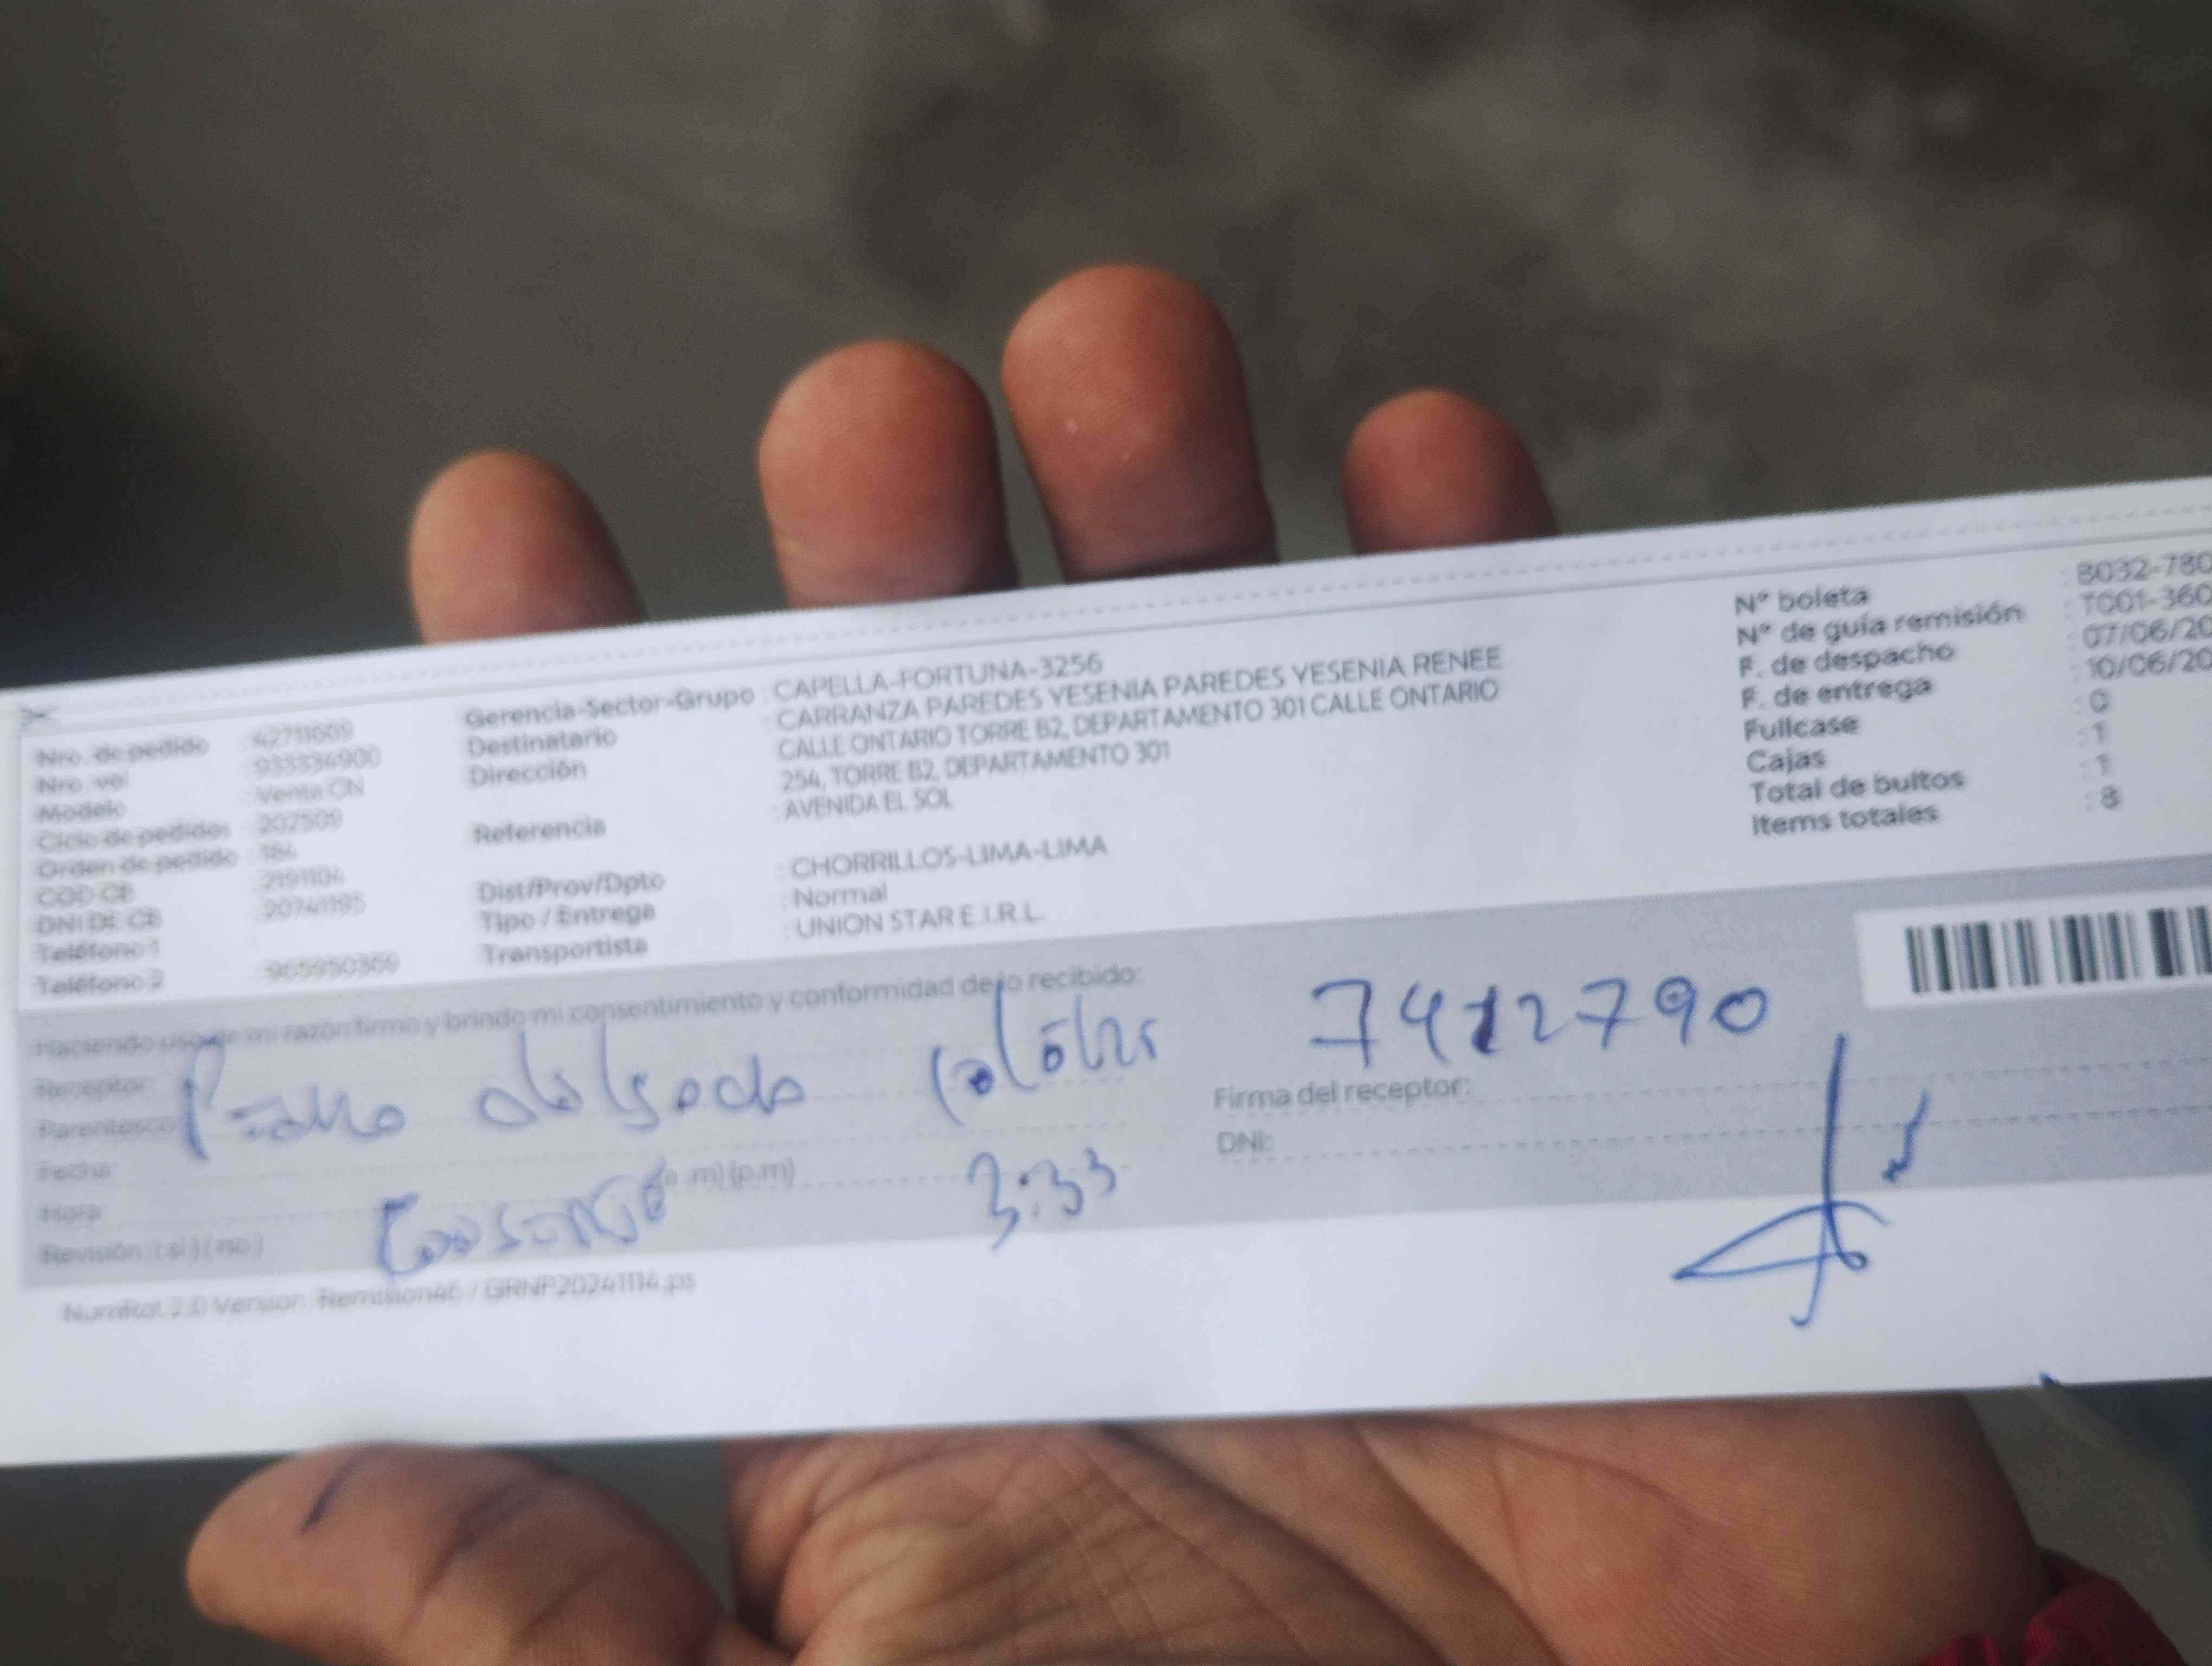 Nro. de pedido : 42711609
Nro. vol : 933334900
Modelo : Venta CN
Ciclo de pedidos : 202509
Orden de pedido : 184
COD CB : 2191104
DNI DE CB : 20741195
Teléfono 1 :
Teléfono 2 : 965950369
Gerencia-Sector-Grupo : CAPELLA-FORTUNA-3256
Destinatario : CARRANZA PAREDES YESENIA PAREDES YESENIA RENEE
Dirección : CALLE ONTARIO TORRE B2, DEPARTAMENTO 301 CALLE ONTARIO
254, TORRE B2, DEPARTAMENTO 301
Referencia : AVENIDA EL SOL
Dist/Prov/Dpto : CHORRILLOS-LIMA-LIMA
Tipo / Entrega : Normal
Transportista : UNION STAR E.I.R.L.
Nº boleta : B032-780
Nº de guía remisión : T001-360
F. de despacho : 07/06/20
F. de entrega : 10/06/20
Fullcase : 0
Cajas : 1
Total de bultos : 1
Items totales : 8
Haciendo uso de mi razón firmo y brindo mi consentimiento y conformidad de lo recibido:
Receptor:
Parentesco
Fecha:
Hora: (a.m) (p.m) 3:33
Revisión: (si) (no)
7412790
Firma del receptor:
DNI:
NumRot 2.0 Version: Remision46 / GRNP20241114.ps